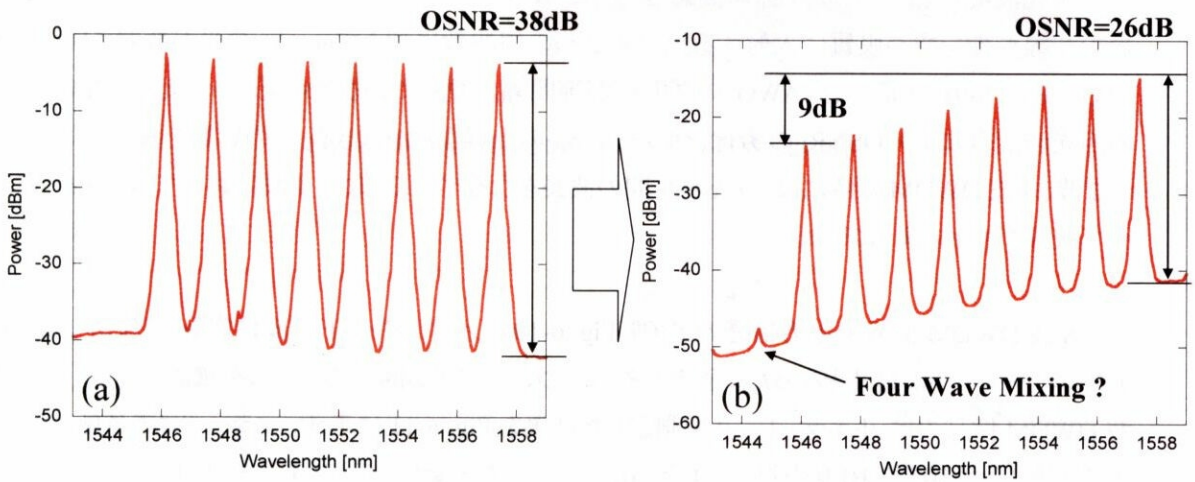 OSNR=38dB
0
-10
-20
-30
-40
-50
Power [dBm]
(a)
1544 1546 1548 1550 1552 1554 1556 1558
Wavelength [nm]
OSNR=26dB
-10
-20
-30
-40
-50
-60
Power [dBm]
9dB
Four Wave Mixing ?
(b)
1544 1546 1548 1550 1552 1554 1556 1558
Wavelength [nm]